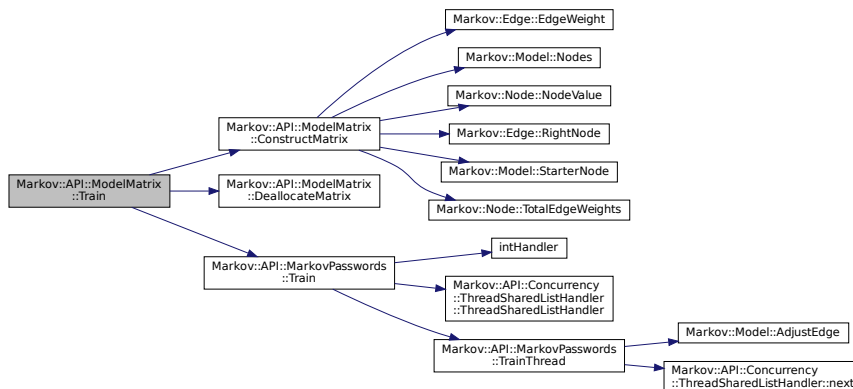 Markov::Edge::EdgeWeight
Markov::Model::Nodes
Markov::Node::NodeValue
Markov::API::ModelMatrix
::ConstructMatrix
Markov::Edge::RightNode
Markov::Model::StarterNode
Markov::API::ModelMatrix
::Train
Markov::API::ModelMatrix
::DeallocateMatrix
Markov::Node::TotalEdgeWeights
intHandler
Markov::API::MarkovPasswords
::Train
Markov::API::Concurrency
::ThreadSharedListHandler
::ThreadSharedListHandler
Markov::Model::AdjustEdge
Markov::API::MarkovPasswords
::TrainThread
Markov::API::Concurrency
::ThreadSharedListHandler::next